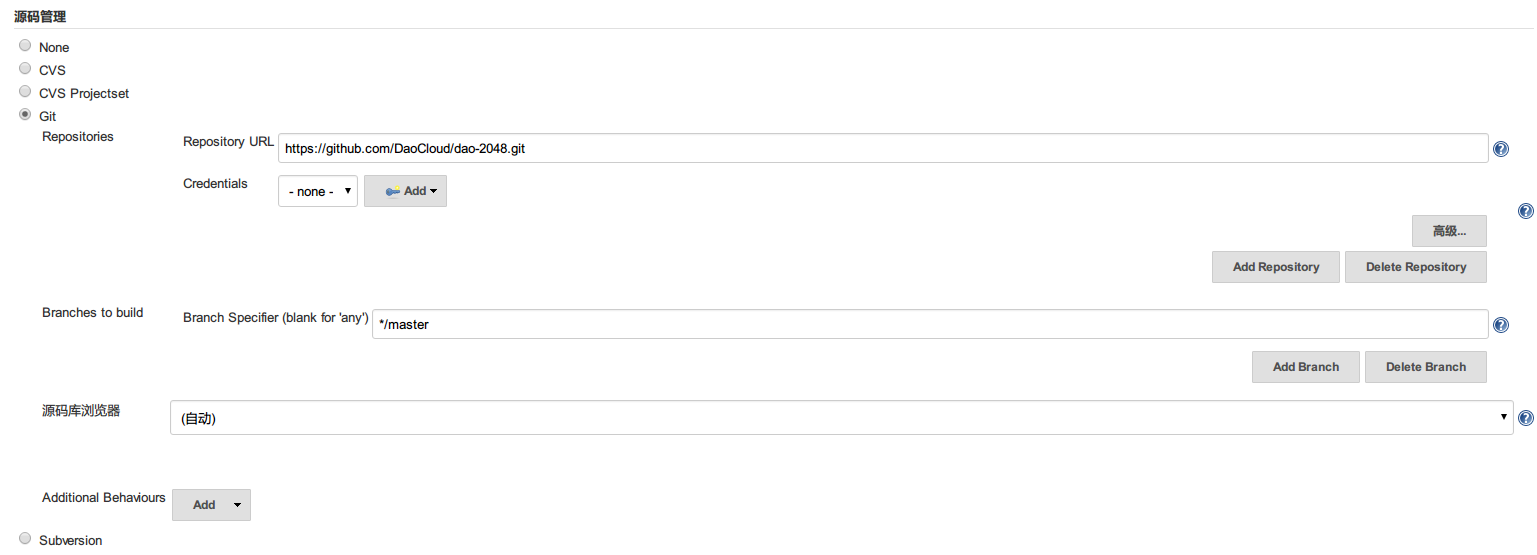 源码管理
None
CVS
CVS Projectset
Git
Repositories
Repository URL https://github.com/DaoCloud/dao-2048.git
Credentials - none - Add
高级...
Add Repository Delete Repository
Branches to build Branch Specifier (blank for 'any') */master
Add Branch Delete Branch
源码库浏览器 (自动)
Additional Behaviours Add
Subversion